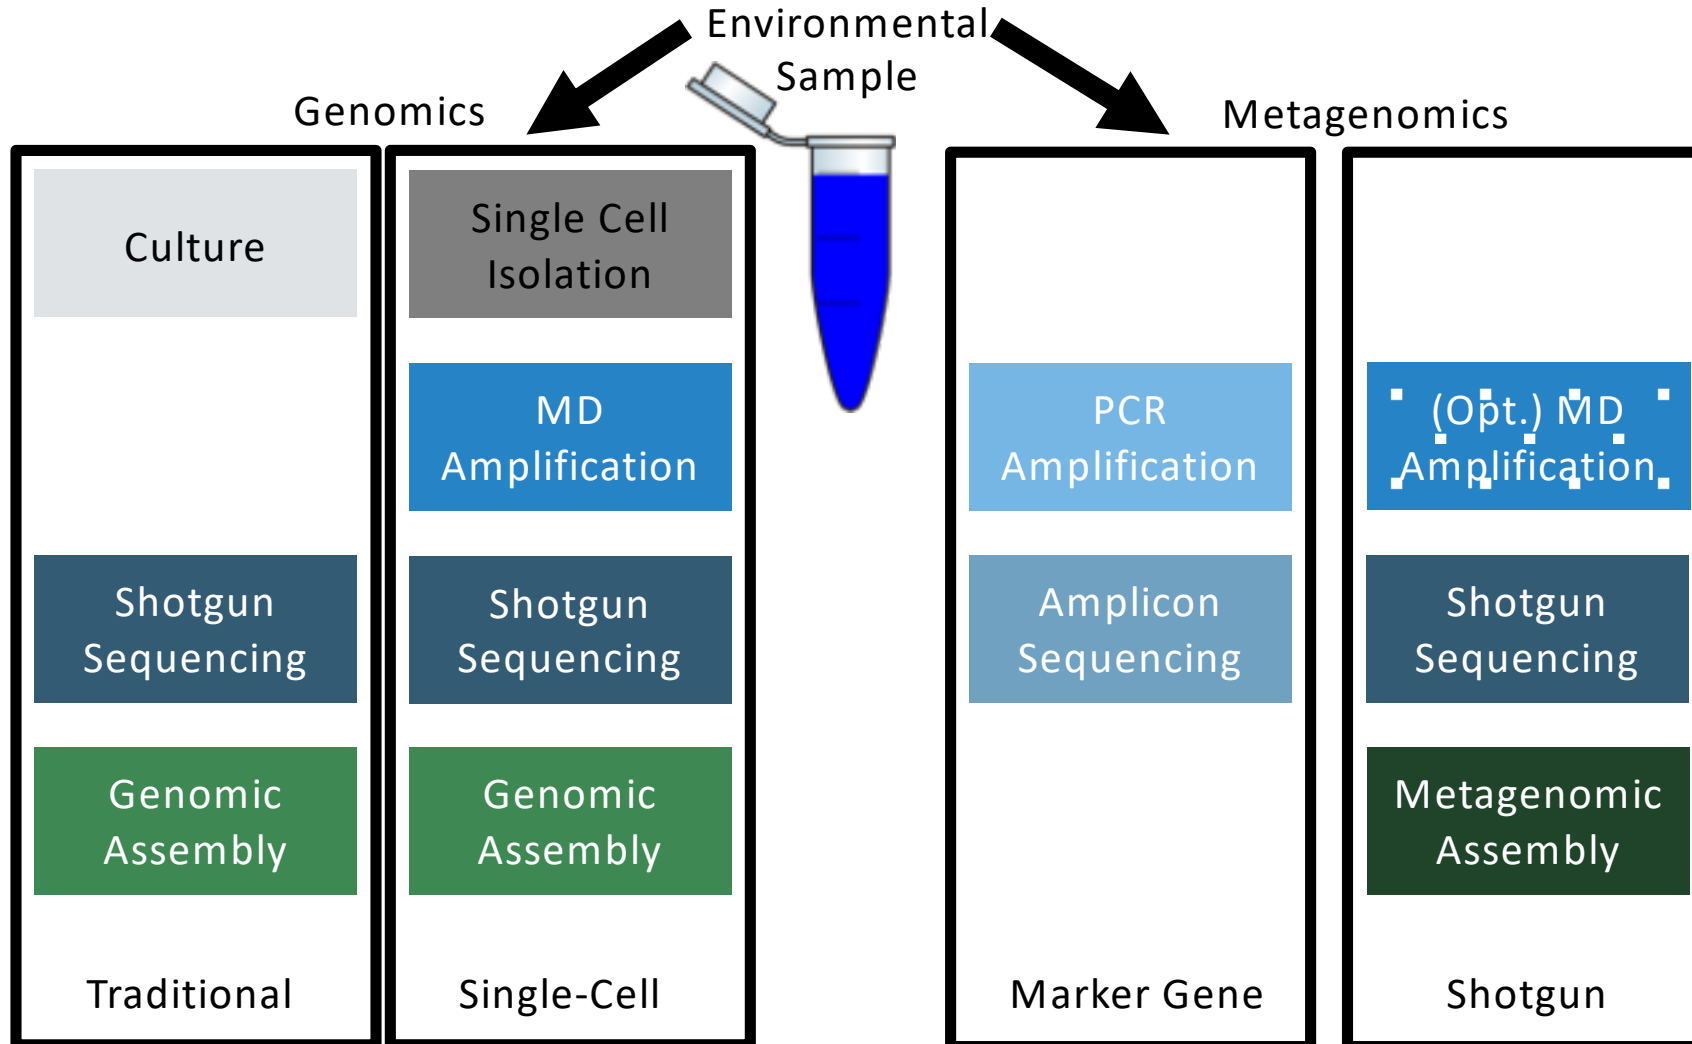 Environmental
Sample
Genomics
Metagenomics
Culture
Shotgun
Sequencing
Genomic
Assembly
Traditional
Single Cell
Isolation
MD
Amplification
Shotgun
Sequencing
Genomic
Assembly
Single-Cell
PCR
Amplification
Amplicon
Sequencing
Marker Gene
(Opt.) MD
Amplification
Shotgun
Sequencing
Metagenomic
Assembly
Shotgun